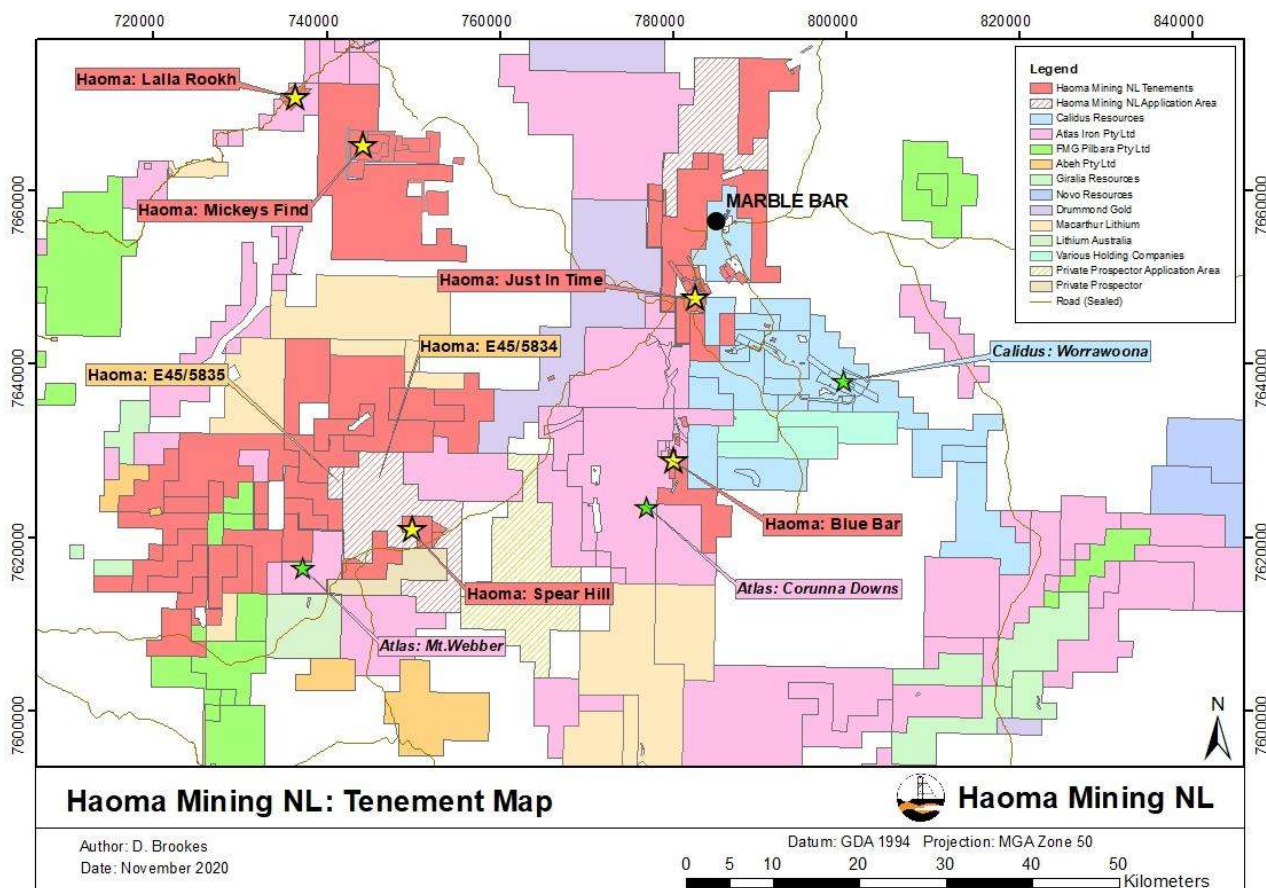 720000 740000 760000 780000 800000 820000 840000
Legend
Haoma Mining NL Tenements
Haoma Mining NL Application Area
Calidus Resources
Atlas Iron Pty Ltd
FMG Pilbara Pty Ltd
Abeh Pty Ltd
Giralia Resources
Novo Resources
Drummond Gold
Macarthur Lithium
Lithium Australia
Various Holding Companies
Private Prospector Application Area
Private Prospector
Road (Sealed)
Haoma: Lalla Rookh
7660000
7660000
Haoma: Mickeys Find
MARBLE BAR
Haoma: Just In Time
Haoma: E45/5834
Calidus: Worrawoona
Haoma: E45/5835
7640000
7640000
Haoma: Blue Bar
7620000
7620000
Haoma: Spear Hill
Atlas: Corunna Downs
Atlas: Mt.Webber
7600000
7600000
N
Haoma Mining NL: Tenement Map
Haoma Mining NL
Author: D. Brookes
Date: November 2020
Datum: GDA 1994 Projection: MGA Zone 50
0 5 10 20 30 40 50
Kilometers